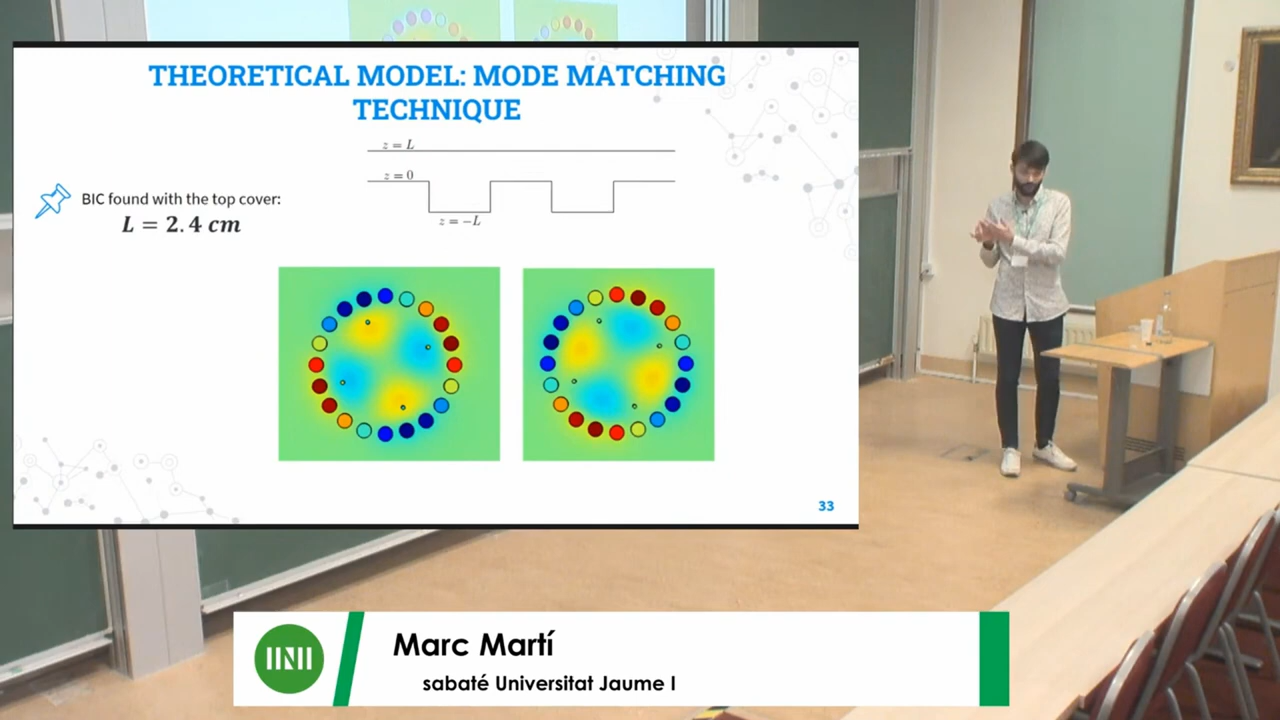 THEORETICAL MODEL: MODE MATCHING
TECHNIQUE
z = L
z = 0
z = −L
BIC found with the top cover:
L = 2.4 cm
33
Marc Martí
sabaté Universitat Jaume I